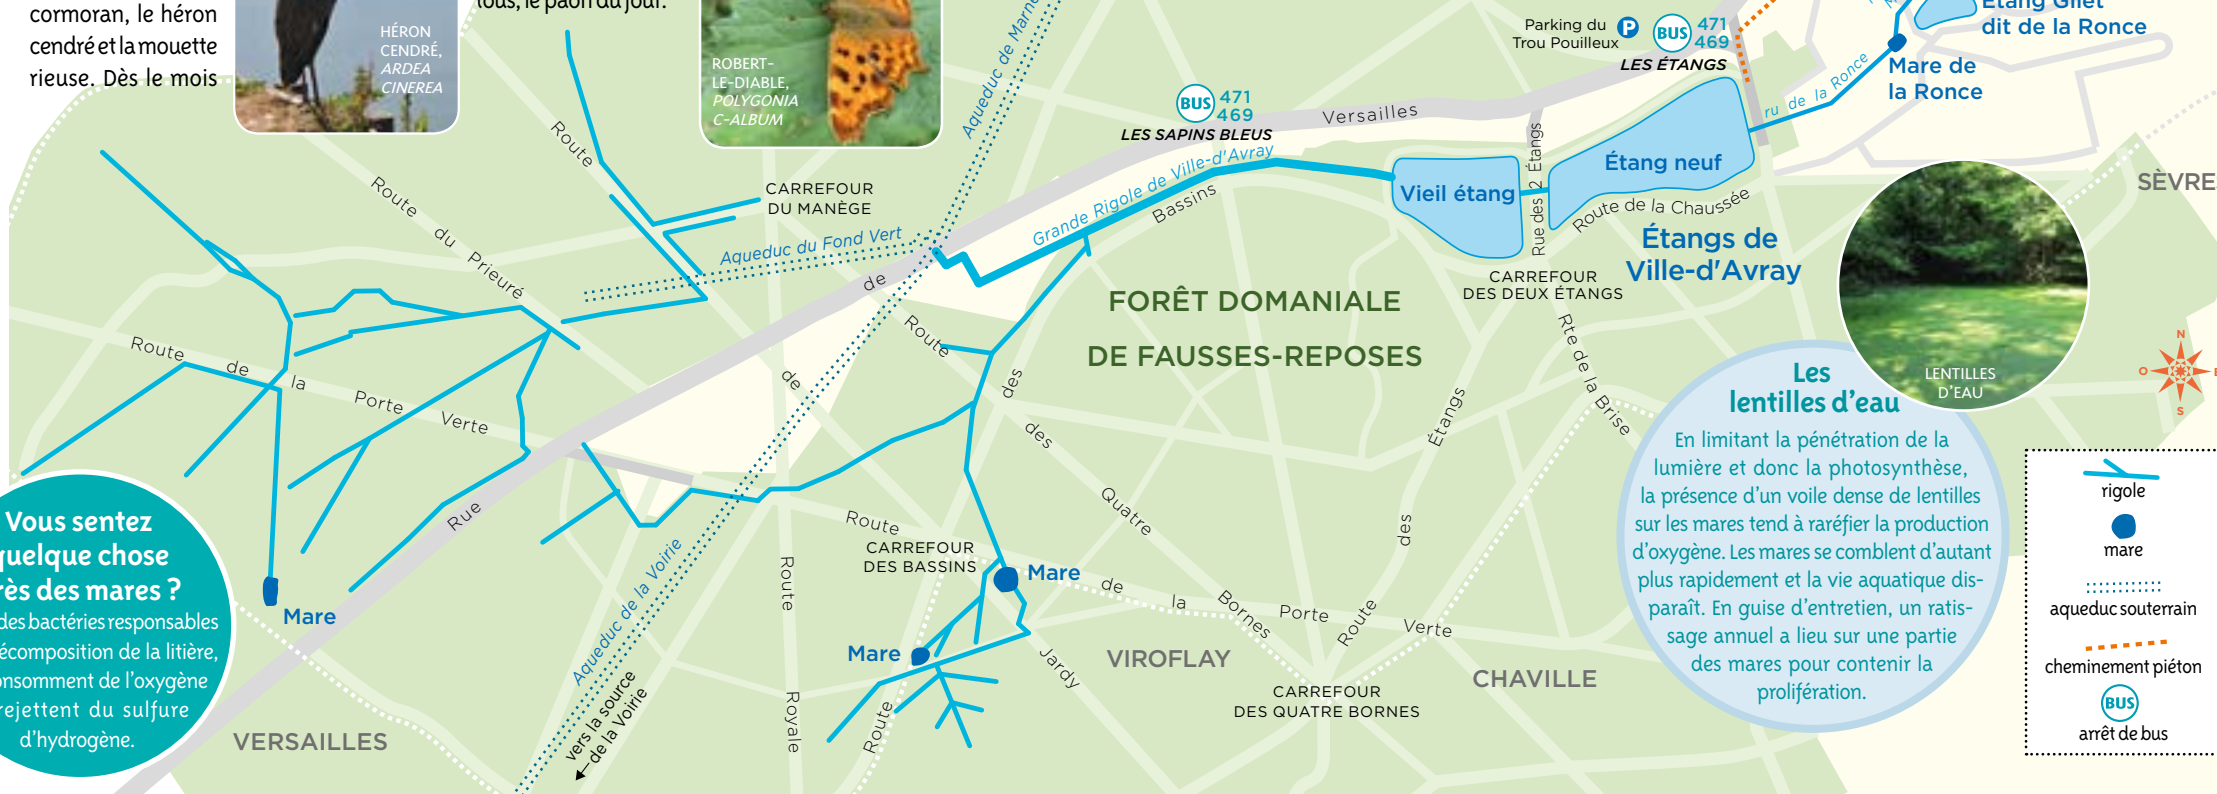 cormoran, le héron
cendré et la mouette
rieuse. Dès le mois
HÉRON
CENDRÉ,
ARDEA
CINEREA
le paon du jour.
ROBERT-
LE-DIABLE,
POLYGONIA
C-ALBUM
Aqueduc de Marne
Parking du
Trou Pouilleux
P
BUS
471
469
LES ÉTANGS
Étang Gilet
dit de la Ronce
Mare de
la Ronce
ru de la Ronce
BUS
471
469
LES SAPINS BLEUS
Versailles
Grande Rigole de Ville-d'Avray
Bassins
Vieil étang
Rue des 2 Étangs
Étang neuf
Route de la Chaussée
Étangs de
Ville-d'Avray
SÈVRE
CARREFOUR
DES DEUX ÉTANGS
Route
Route
du
Prieuré
CARREFOUR
DU MANÈGE
Aqueduc du Fond Vert
de
FORÊT DOMANIALE
DE FAUSSES-REPOSES
Route
de
la
Porte
Verte
Rue
Route
de
des
des
Étangs
des
Rte de la Brise
Quatre
Route
CARREFOUR
DES BASSINS
Mare
de
la
Bornes
Porte
Route
Verte
Mare
Jardy
VIROFLAY
CHAVILLE
CARREFOUR
DES QUATRE BORNES
Route
Royale
Route
Aqueduc de la Voirie
vers la source
de la Voirie
Mare
VERSAILLES
Vous sentez
quelque chose
près des mares ?
des bactéries responsables
décomposition de la litière,
consomment de l'oxygène
rejettent du sulfure
d'hydrogène.
LENTILLES
D'EAU
Les
lentilles d'eau
En limitant la pénétration de la
lumière et donc la photosynthèse,
la présence d'un voile dense de lentilles
sur les mares tend à raréfier la production
d'oxygène. Les mares se comblent d'autant
plus rapidement et la vie aquatique dis-
paraît. En guise d'entretien, un ratis-
sage annuel a lieu sur une partie
des mares pour contenir la
prolifération.
N
O
E
S
rigole
mare
aqueduc souterrain
cheminement piéton
BUS
arrêt de bus